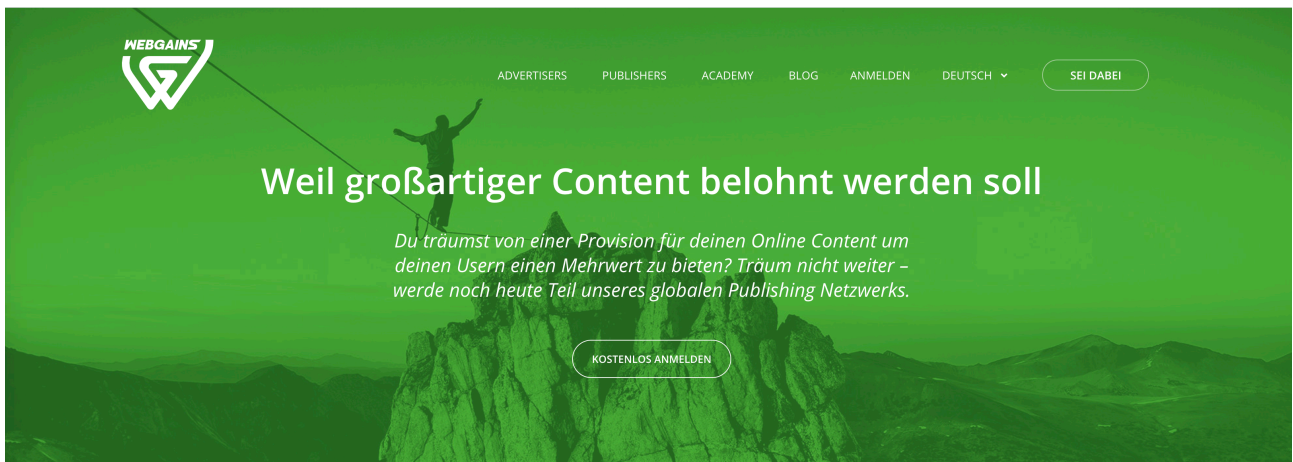 WEBGAINS
ADVERTISERS PUBLISHERS ACADEMY BLOG ANMELDEN DEUTSCH SEI DABEI
Weil großartiger Content belohnt werden soll
Du träumst von einer Provision für deinen Online Content um
deinen Usern einen Mehrwert zu bieten? Träum nicht weiter –
werde noch heute Teil unseres globalen Publishing Netzwerks.
KOSTENLOS ANMELDEN